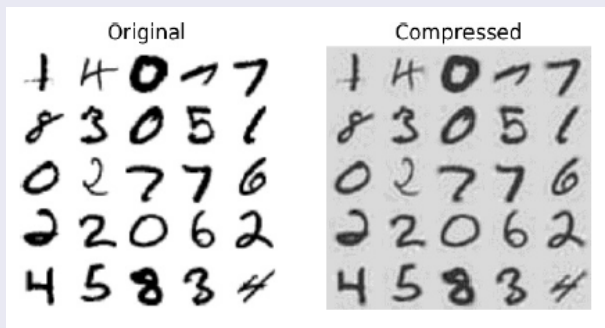 Original Compressed
1 4 0 7 7 1 4 0 7 7
8 3 0 5 1 8 3 0 5 1
0 2 7 7 6 0 2 7 7 6
2 2 0 6 2 2 2 0 6 2
4 5 8 3 4 4 5 8 3 4